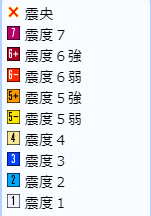 震央
7 震度７
6+ 震度６強
6- 震度６弱
5+ 震度５強
5- 震度５弱
4 震度４
3 震度３
2 震度２
1 震度１